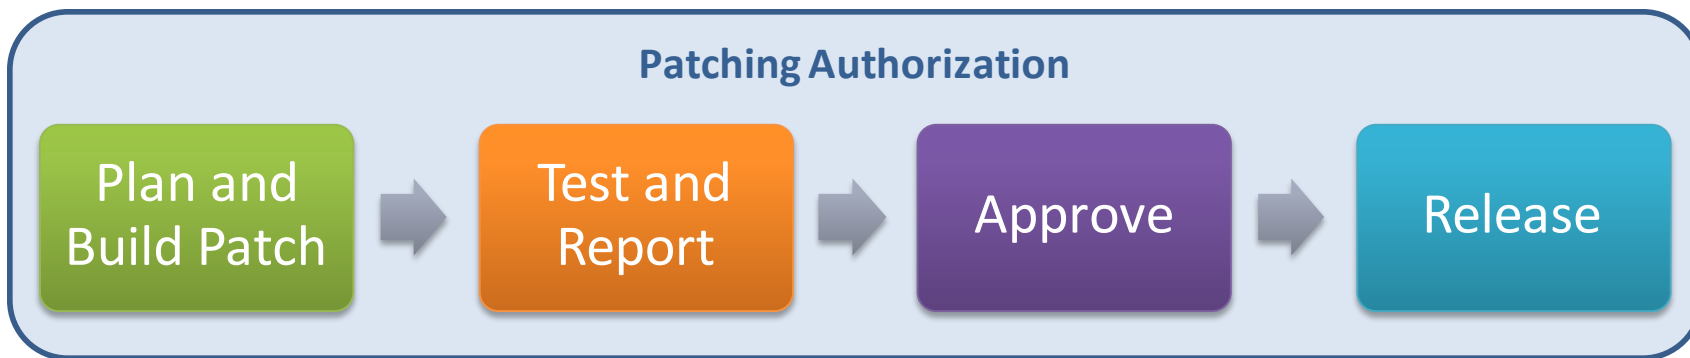 Patching Authorization
Plan and
Build Patch
Test and
Report
Approve
Release